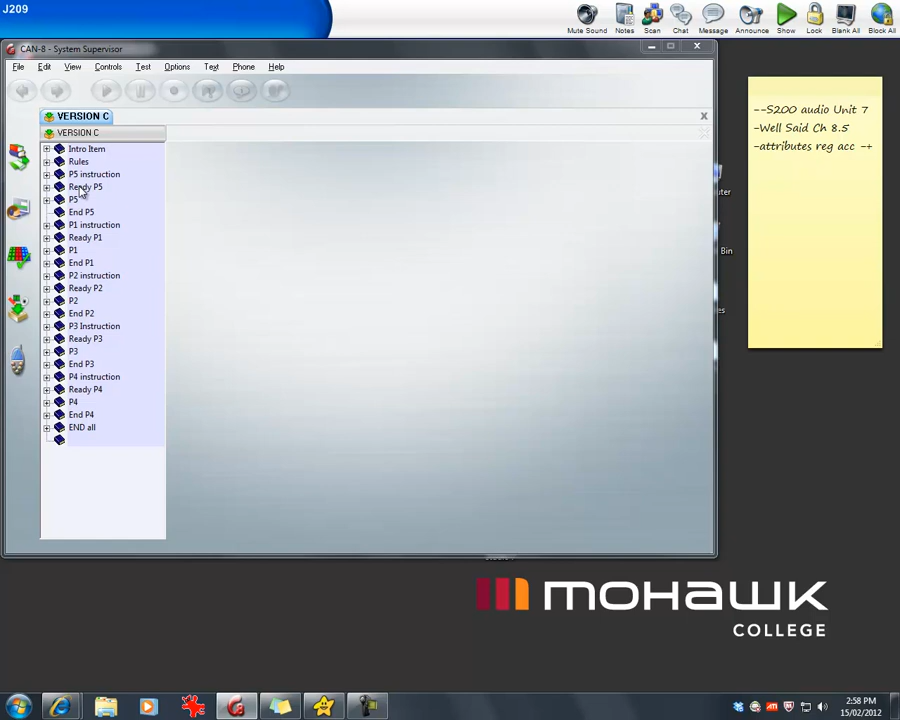 J209
Mute Sound
Notes
Scan
Chat
Message
Announce
Show
Lock
Blank All
Block All
CAN-8 - System Supervisor
File Edit View Controls Test Options Text Phone Help
VERSION C
VERSION C
Intro Item
Rules
P5 instruction
Ready P5
P5
End P5
P1 instruction
Ready P1
P1
End P1
P2 instruction
Ready P2
P2
End P2
P3 Instruction
Ready P3
P3
End P3
P4 instruction
Ready P4
P4
End P4
END all
uter
Bin
es
--S200 audio Unit 7
-Well Said Ch 8.5
-attributes reg acc -+
mohawk
COLLEGE
2:58 PM
15/02/2012